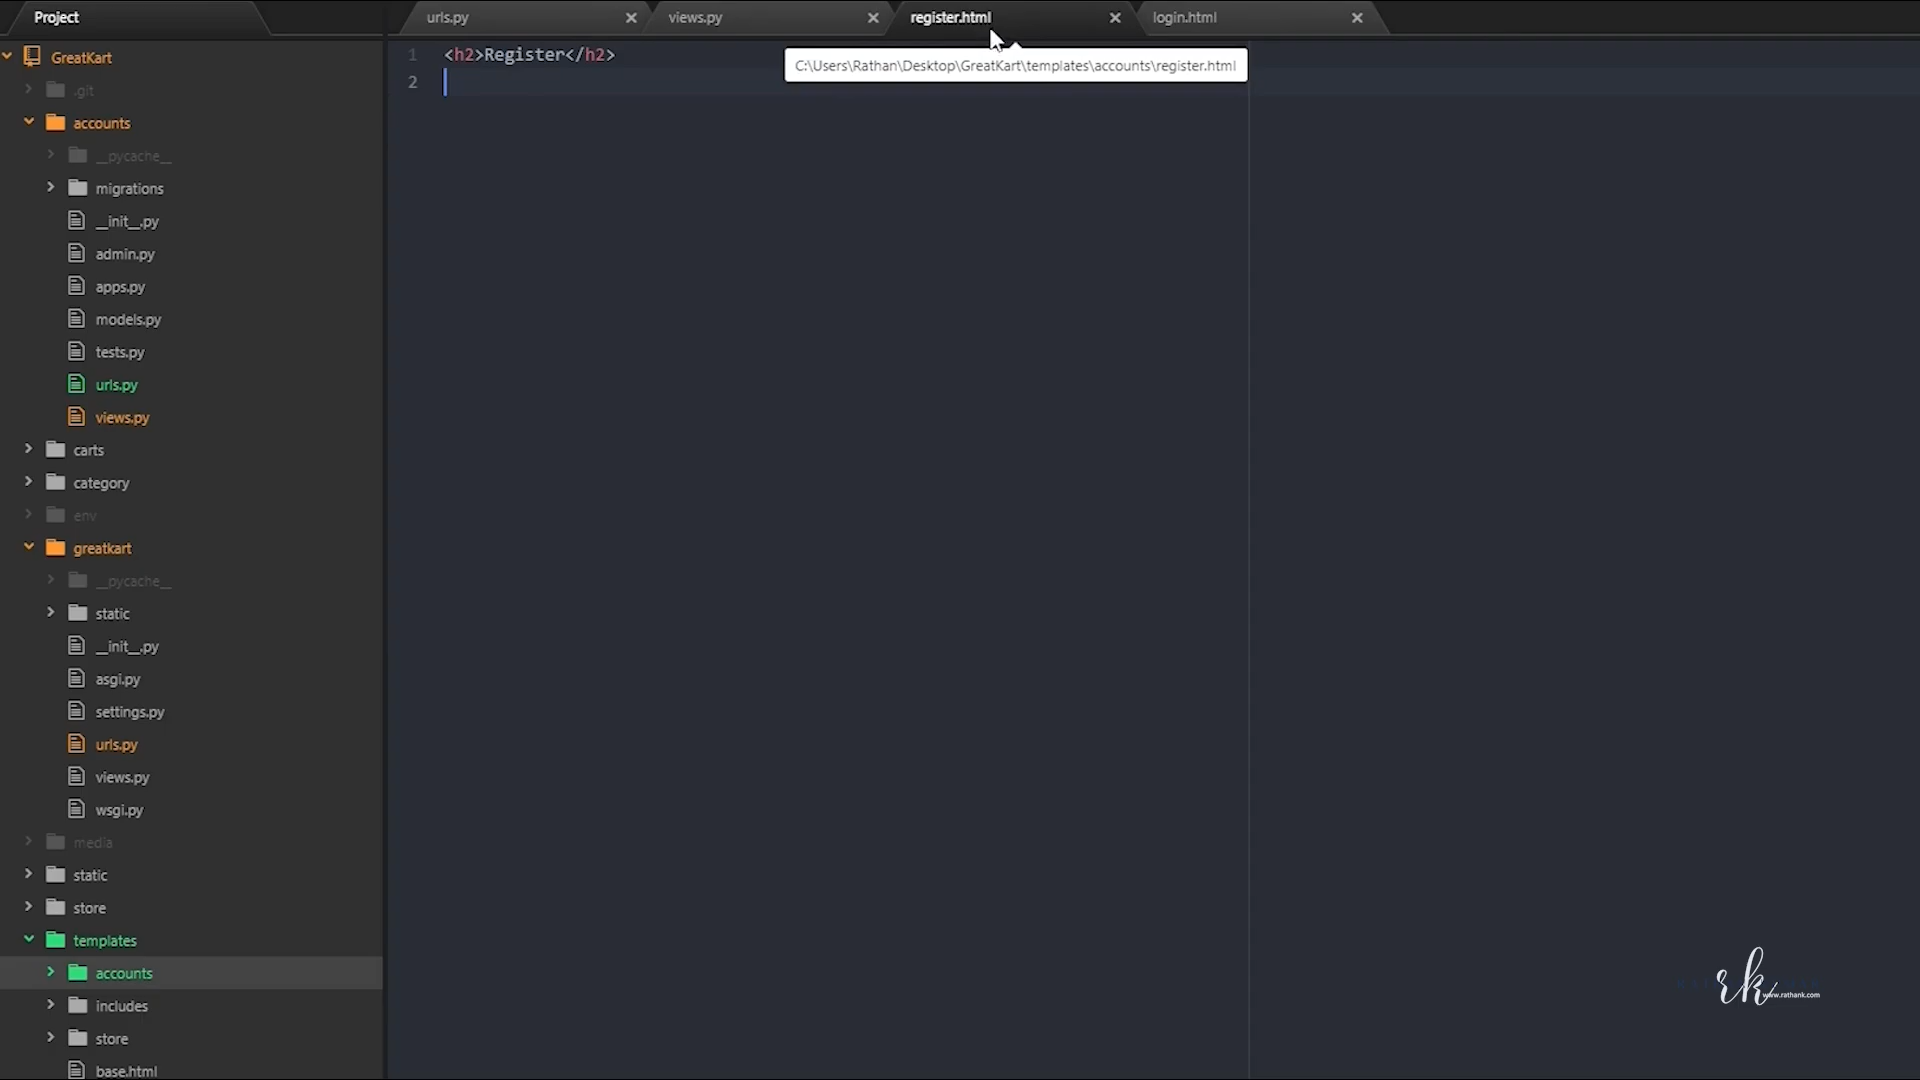 Project
urls.py
views.py
register.html
login.html
GreatKart
.git
accounts
__pycache__
migrations
__init__.py
admin.py
apps.py
models.py
tests.py
urls.py
views.py
carts
category
env
greatkart
__pycache__
static
__init__.py
asgi.py
settings.py
urls.py
views.py
wsgi.py
media
static
store
templates
accounts
includes
store
base.html
1 <h2>Register</h2>
2
C:\Users\Rathan\Desktop\GreatKart\templates\accounts\register.html
rk
www.rathank.com